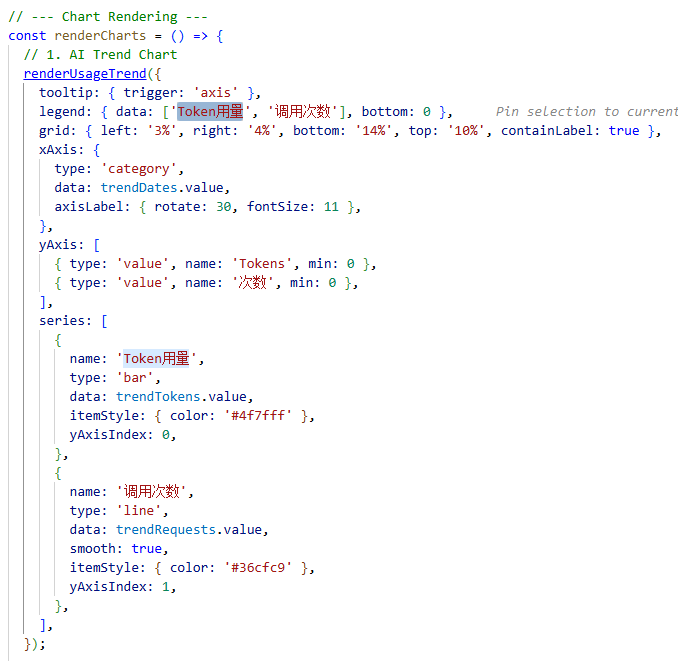 // --- Chart Rendering ---
const renderCharts = () => {
  // 1. AI Trend Chart
  renderUsageTrend({
    tooltip: { trigger: 'axis' },
    legend: { data: ['Token用量', '调用次数'], bottom: 0 },     Pin selection to current
    grid: { left: '3%', right: '4%', bottom: '14%', top: '10%', containLabel: true },
    xAxis: {
      type: 'category',
      data: trendDates.value,
      axisLabel: { rotate: 30, fontSize: 11 },
    },
    yAxis: [
      { type: 'value', name: 'Tokens', min: 0 },
      { type: 'value', name: '次数', min: 0 },
    ],
    series: [
      {
        name: 'Token用量',
        type: 'bar',
        data: trendTokens.value,
        itemStyle: { color: '#4f7fff' },
        yAxisIndex: 0,
      },
      {
        name: '调用次数',
        type: 'line',
        data: trendRequests.value,
        smooth: true,
        itemStyle: { color: '#36cfc9' },
        yAxisIndex: 1,
      },
    ],
  });